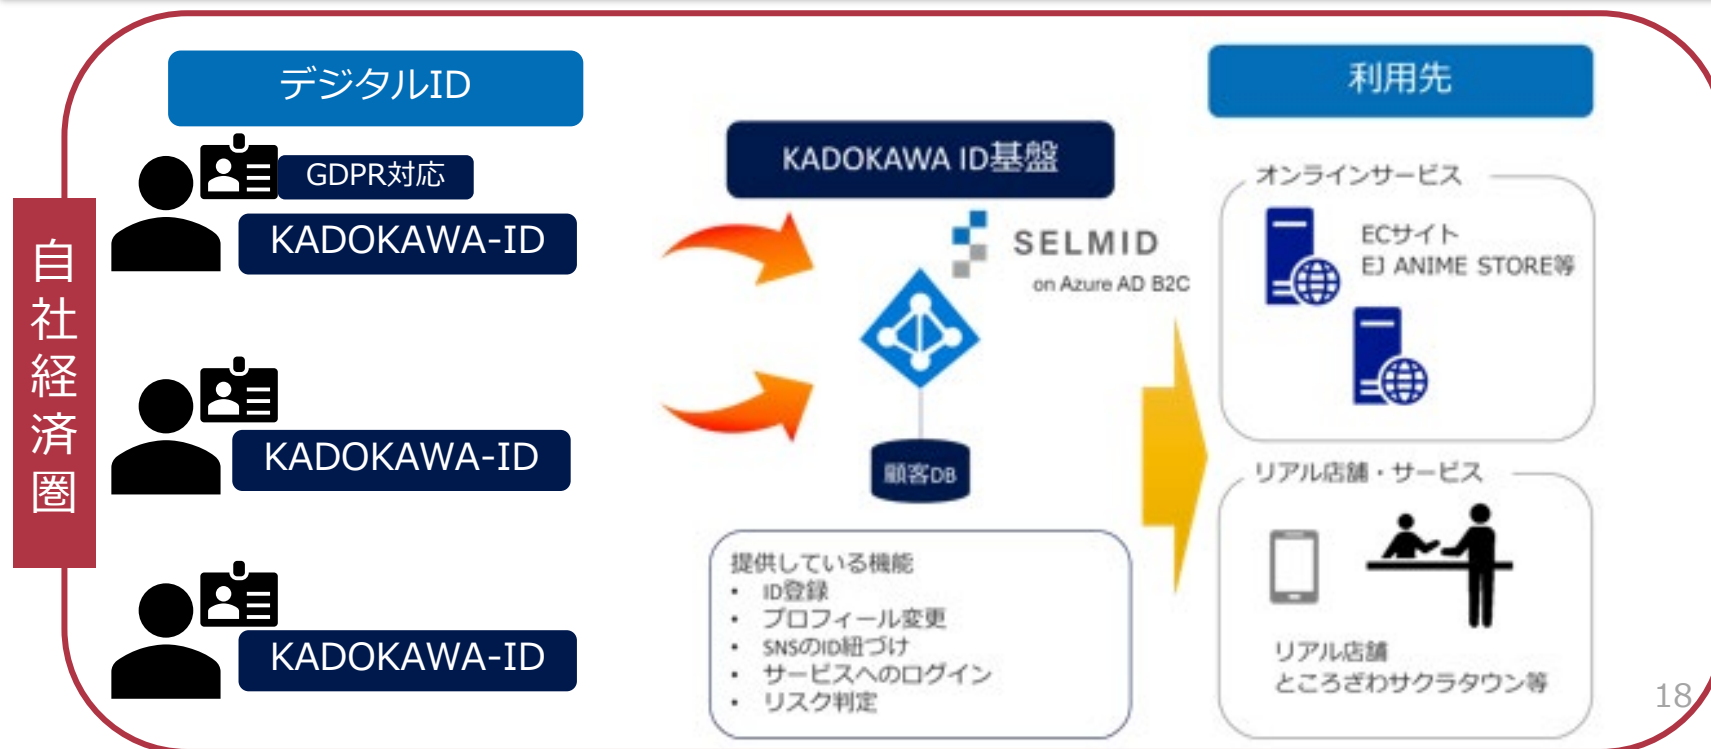 自社経済圏
デジタルID
GDPR対応
KADOKAWA-ID
KADOKAWA-ID
KADOKAWA-ID
KADOKAWA ID基盤
SELMID
on Azure AD B2C
顧客DB
提供している機能
• ID登録
• プロフィール変更
• SNSのID紐づけ
• サービスへのログイン
• リスク判定
利用先
オンラインサービス
ECサイト
EJ ANIME STORE等
リアル店舗・サービス
リアル店舗
ところざわサクラタウン等
18